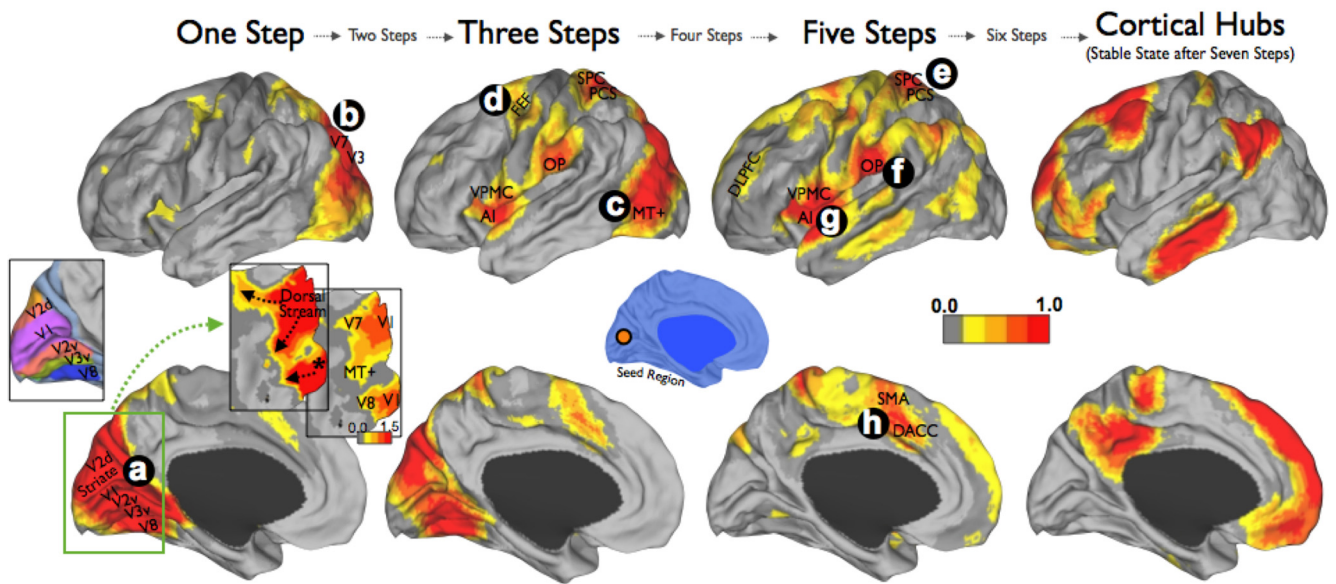 One Step Two Steps Three Steps Four Steps Five Steps Six Steps Cortical Hubs
(Stable State after Seven Steps)
b
V7
V3
d
FEF
SPC
PCS
OP
VPMC
AI
c
MT+
SPC
PCS
e
DLPFC
OP
f
VPMC
AI
g
V2d
V1
V2v
V3v
V8
Dorsal
Stream
*
V7 V1
MT+
V8 V1
0.0 1.5
Seed Region
0.0 1.0
V2d
Striate
a
V1
V2v
V3v
V8
SMA
h
DACC